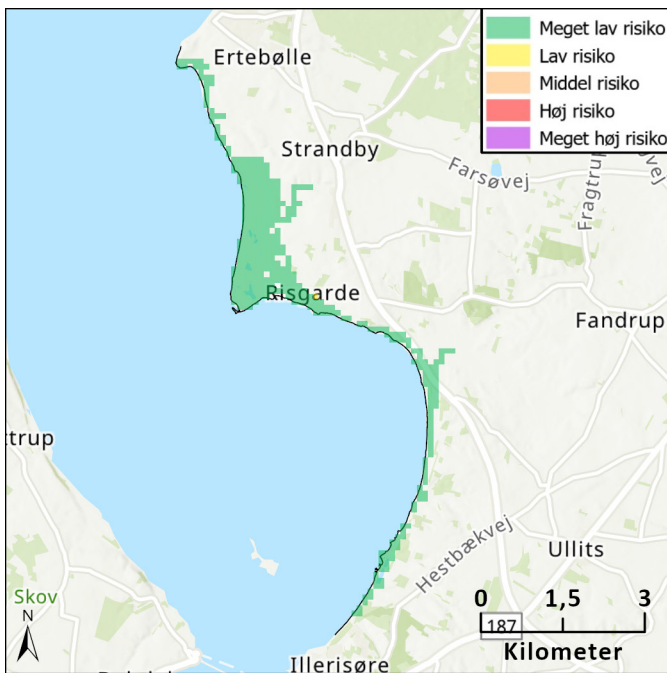 Meget lav risiko
Lav risiko
Middel risiko
Høj risiko
Meget høj risiko
Ertebølle
Strandby
Farsøvej
Fragtrup
Risgarde
Fandrup
trup
Hestbækvej
Ullits
Skov
N
0 1,5 3
187
Kilometer
Illerisøre